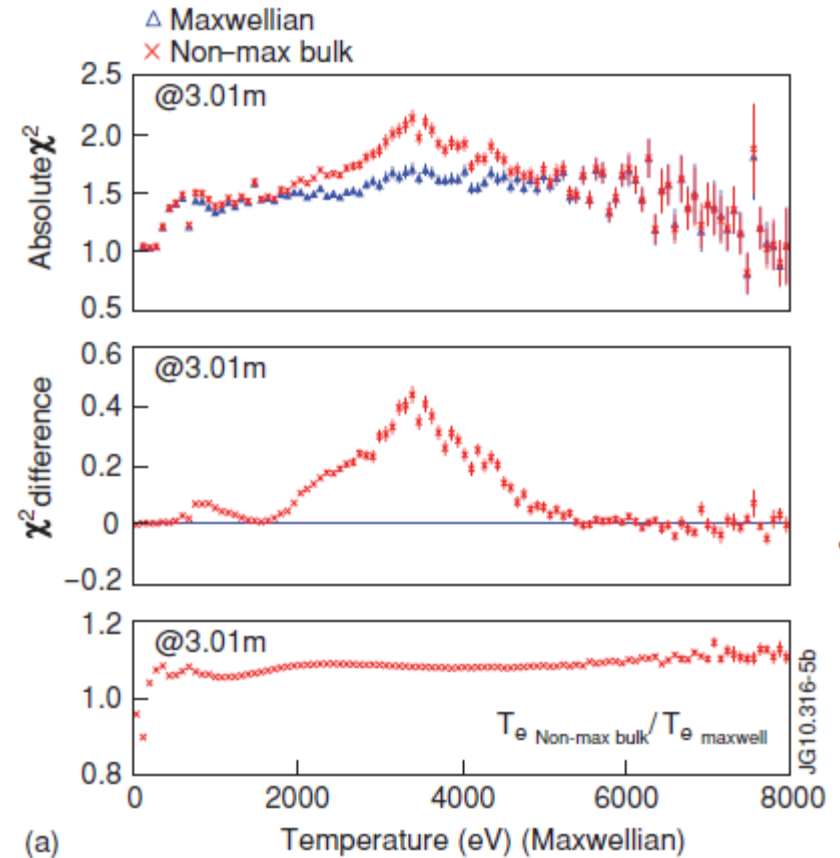 △ Maxwellian
× Non–max bulk
@3.01m
Absolute χ²
2.5
2.0
1.5
1.0
0.5
@3.01m
χ² difference
0.6
0.4
0.2
0
–0.2
@3.01m
1.2
1.0
0.8
Te Non-max bulk/ Te maxwell
JG10.316-5b
0 2000 4000 6000 8000
(a) Temperature (eV) (Maxwellian)